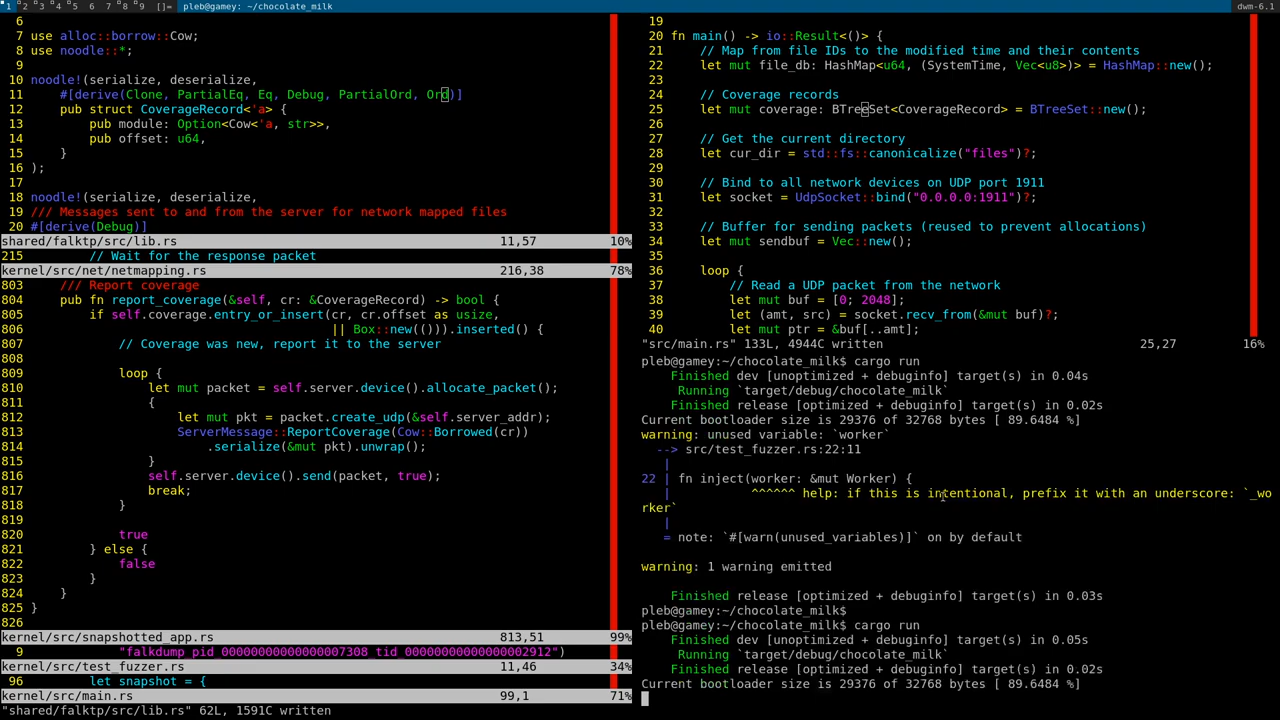 1 2 3 4 5 6 7 8 9 []= pleb@gamey: ~/chocolate_milk dwm-6.1
6
7 use alloc::borrow::Cow;
8 use noodle::*;
9
10 noodle!(serialize, deserialize,
11     #[derive(Clone, PartialEq, Eq, Debug, PartialOrd, Ord)]
12     pub struct CoverageRecord<'a> {
13         pub module: Option<Cow<'a, str>>,
14         pub offset: u64,
15     }
16 );
17
18 noodle!(serialize, deserialize,
19 /// Messages sent to and from the server for network mapped files
20 #[derive(Debug)]
shared/falktp/src/lib.rs 11,57 10%
215         // Wait for the response packet
kernel/src/net/netmapping.rs 216,38 78%
803     /// Report coverage
804     pub fn report_coverage(&self, cr: &CoverageRecord) -> bool {
805         if self.coverage.entry_or_insert(cr, cr.offset as usize,
806                                          || Box::new(())).inserted() {
807             // Coverage was new, report it to the server
808
809             loop {
810                 let mut packet = self.server.device().allocate_packet();
811                 {
812                     let mut pkt = packet.create_udp(&self.server_addr);
813                     ServerMessage::ReportCoverage(Cow::Borrowed(cr))
814                         .serialize(&mut pkt).unwrap();
815                 }
816                 self.server.device().send(packet, true);
817                 break;
818             }
819
820             true
821         } else {
822             false
823         }
824     }
825 }
826
kernel/src/snapshotted_app.rs 813,51 99%
9             "falkdump_pid_00000000000000007308_tid_00000000000000002912")
kernel/src/test_fuzzer.rs 11,46 34%
96         let snapshot = {
kernel/src/main.rs 99,1 71%
"shared/falktp/src/lib.rs" 62L, 1591C written
19
20 fn main() -> io::Result<()> {
21     // Map from file IDs to the modified time and their contents
22     let mut file_db: HashMap<u64, (SystemTime, Vec<u8>)> = HashMap::new();
23
24     // Coverage records
25     let mut coverage: BTreeSet<CoverageRecord> = BTreeSet::new();
26
27     // Get the current directory
28     let cur_dir = std::fs::canonicalize("files")?;
29
30     // Bind to all network devices on UDP port 1911
31     let socket = UdpSocket::bind("0.0.0.0:1911")?;
32
33     // Buffer for sending packets (reused to prevent allocations)
34     let mut sendbuf = Vec::new();
35
36     loop {
37         // Read a UDP packet from the network
38         let mut buf = [0; 2048];
39         let (amt, src) = socket.recv_from(&mut buf)?;
40         let mut ptr = &buf[..amt];
"src/main.rs" 133L, 4944C written 25,27 16%
pleb@gamey:~/chocolate_milk$ cargo run
    Finished dev [unoptimized + debuginfo] target(s) in 0.04s
     Running `target/debug/chocolate_milk`
    Finished release [optimized + debuginfo] target(s) in 0.02s
Current bootloader size is 29376 of 32768 bytes [ 89.6484 %]
warning: unused variable: `worker`
  --> src/test_fuzzer.rs:22:11
   |
22 | fn inject(worker: &mut Worker) {
   |           ^^^^^^ help: if this is intentional, prefix it with an underscore: `_wo
rker`
   |
   = note: `#[warn(unused_variables)]` on by default
warning: 1 warning emitted
    Finished release [optimized + debuginfo] target(s) in 0.03s
pleb@gamey:~/chocolate_milk$
pleb@gamey:~/chocolate_milk$ cargo run
    Finished dev [unoptimized + debuginfo] target(s) in 0.05s
     Running `target/debug/chocolate_milk`
    Finished release [optimized + debuginfo] target(s) in 0.02s
Current bootloader size is 29376 of 32768 bytes [ 89.6484 %]